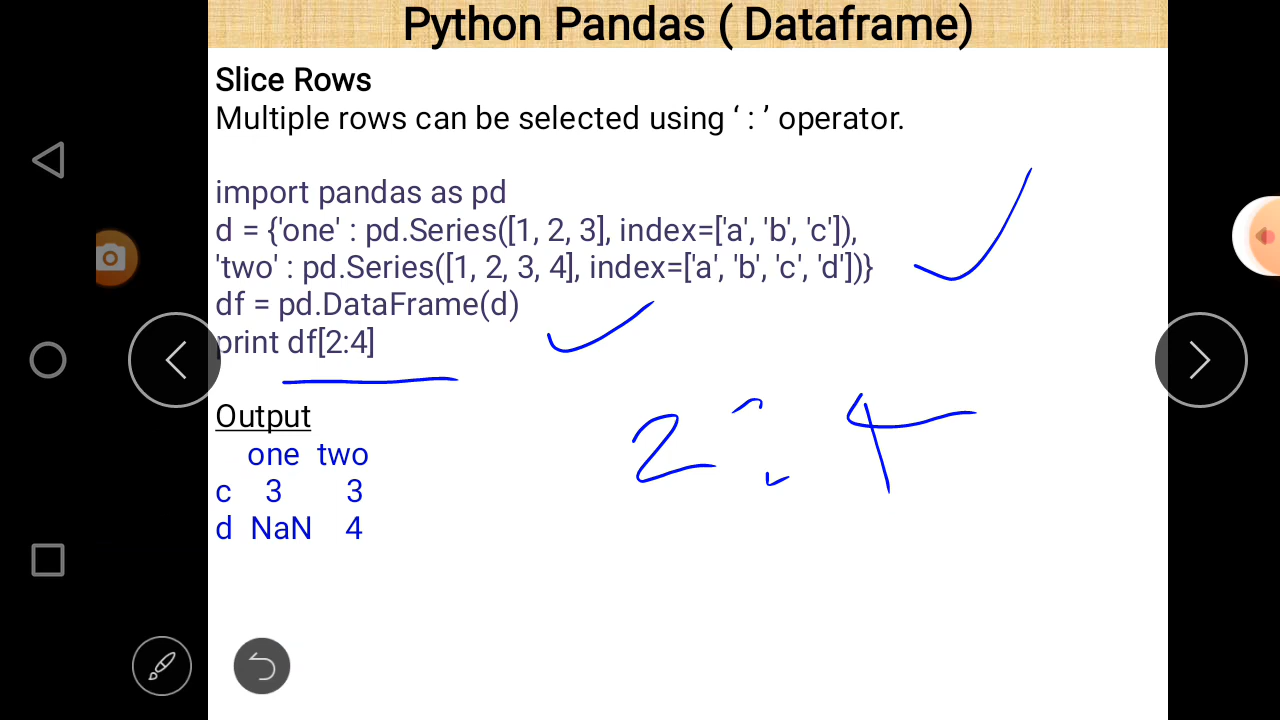 Python Pandas ( Dataframe)
Slice Rows
Multiple rows can be selected using ‘ : ’ operator.
import pandas as pd
d = {'one' : pd.Series([1, 2, 3], index=['a', 'b', 'c']),
'two' : pd.Series([1, 2, 3, 4], index=['a', 'b', 'c', 'd'])}
df = pd.DataFrame(d)
print df[2:4]
2 : 4
Output
one two
c 3 3
d NaN 4